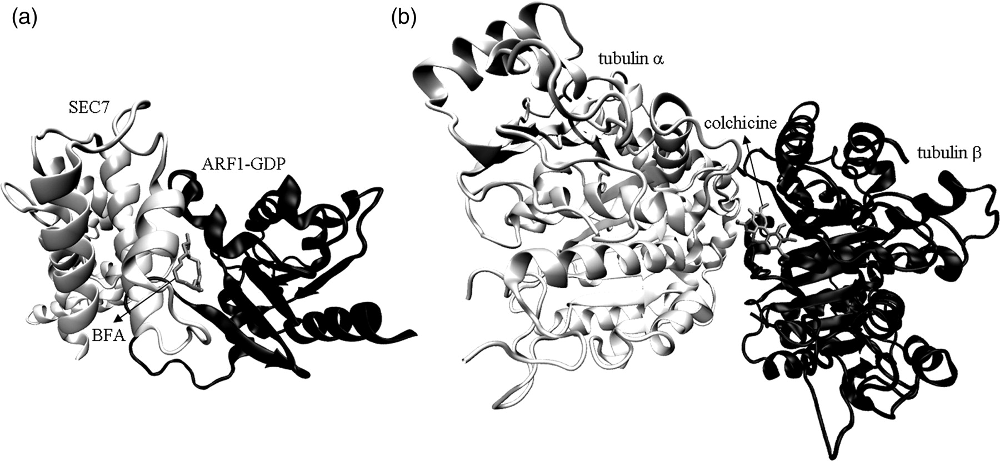 (a)
SEC7
ARF1-GDP
BFA
(b)
tubulin α
colchicine
tubulin β